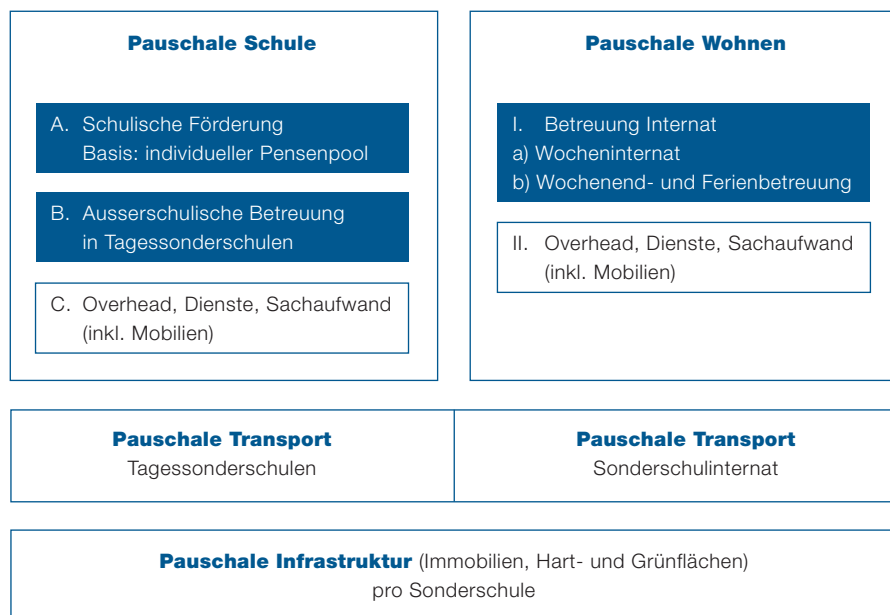 Pauschale Schule
A. Schulische Förderung
Basis: individueller Pensenpool
B. Ausserschulische Betreuung
in Tagessonderschulen
C. Overhead, Dienste, Sachaufwand
(inkl. Mobilien)
Pauschale Wohnen
I. Betreuung Internat
a) Wocheninternat
b) Wochenend- und Ferienbetreuung
II. Overhead, Dienste, Sachaufwand
(inkl. Mobilien)
Pauschale Transport
Tagessonderschulen
Pauschale Transport
Sonderschulinternat
Pauschale Infrastruktur (Immobilien, Hart- und Grünflächen)
pro Sonderschule